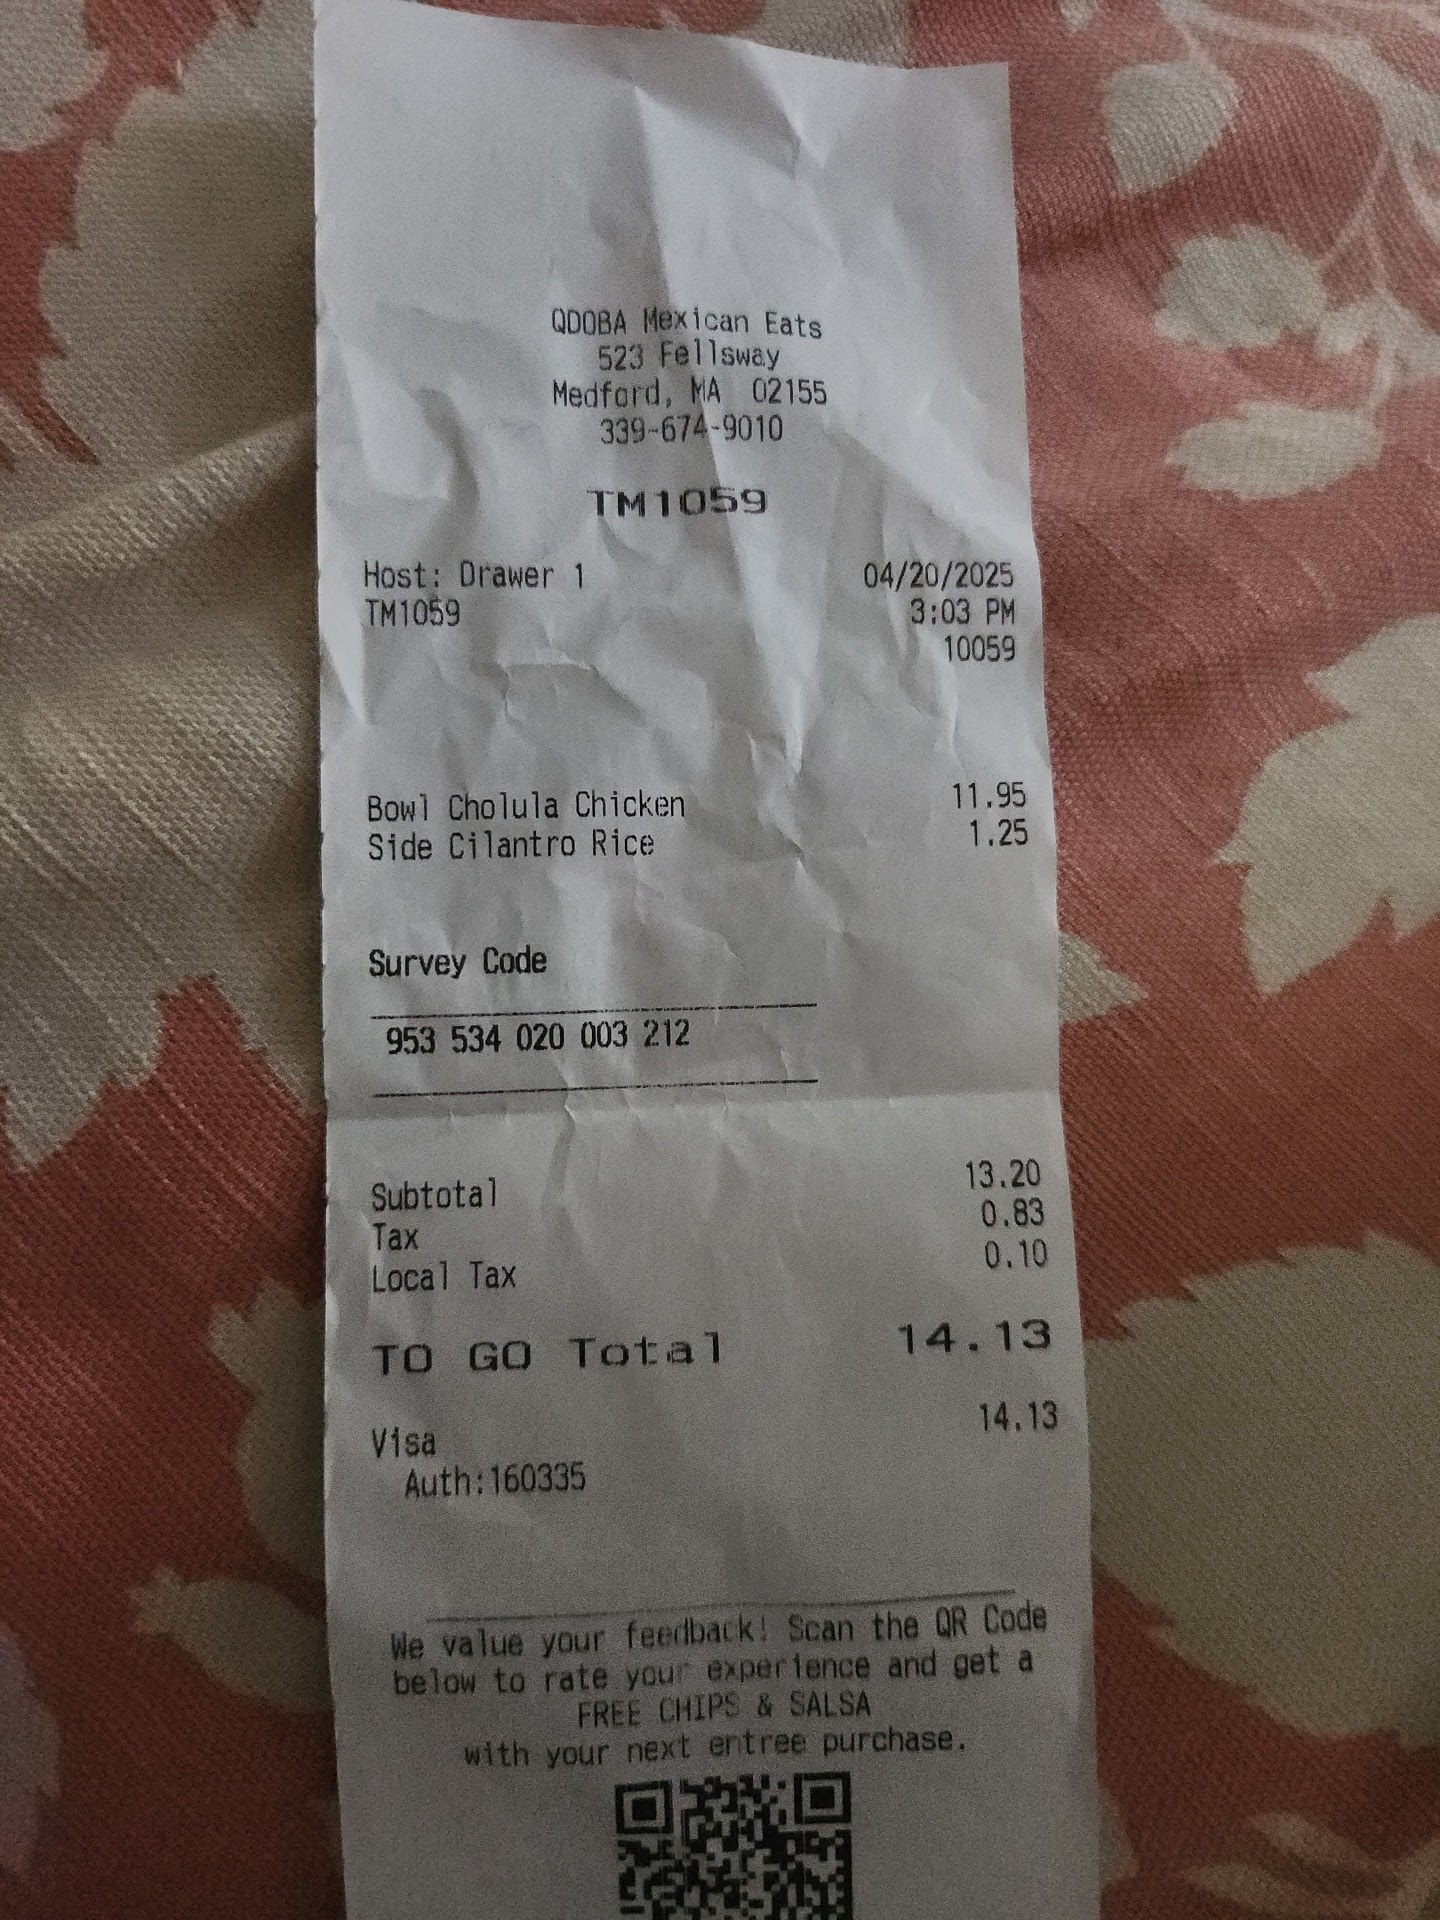 QDOBA Mexican Eats
523 Fellsway
Medford, MA 02155
339-674-9010
TM1059
Host: Drawer 1 04/20/2025
TM1059 3:03 PM
10059
Bowl Cholula Chicken 11.95
Side Cilantro Rice 1.25
Survey Code
953 534 020 003 212
Subtotal 13.20
Tax 0.83
Local Tax 0.10
TO GO Total 14.13
Visa 14.13
Auth:160335
We value your feedback! Scan the QR Code
below to rate your experience and get a
FREE CHIPS & SALSA
with your next entree purchase.